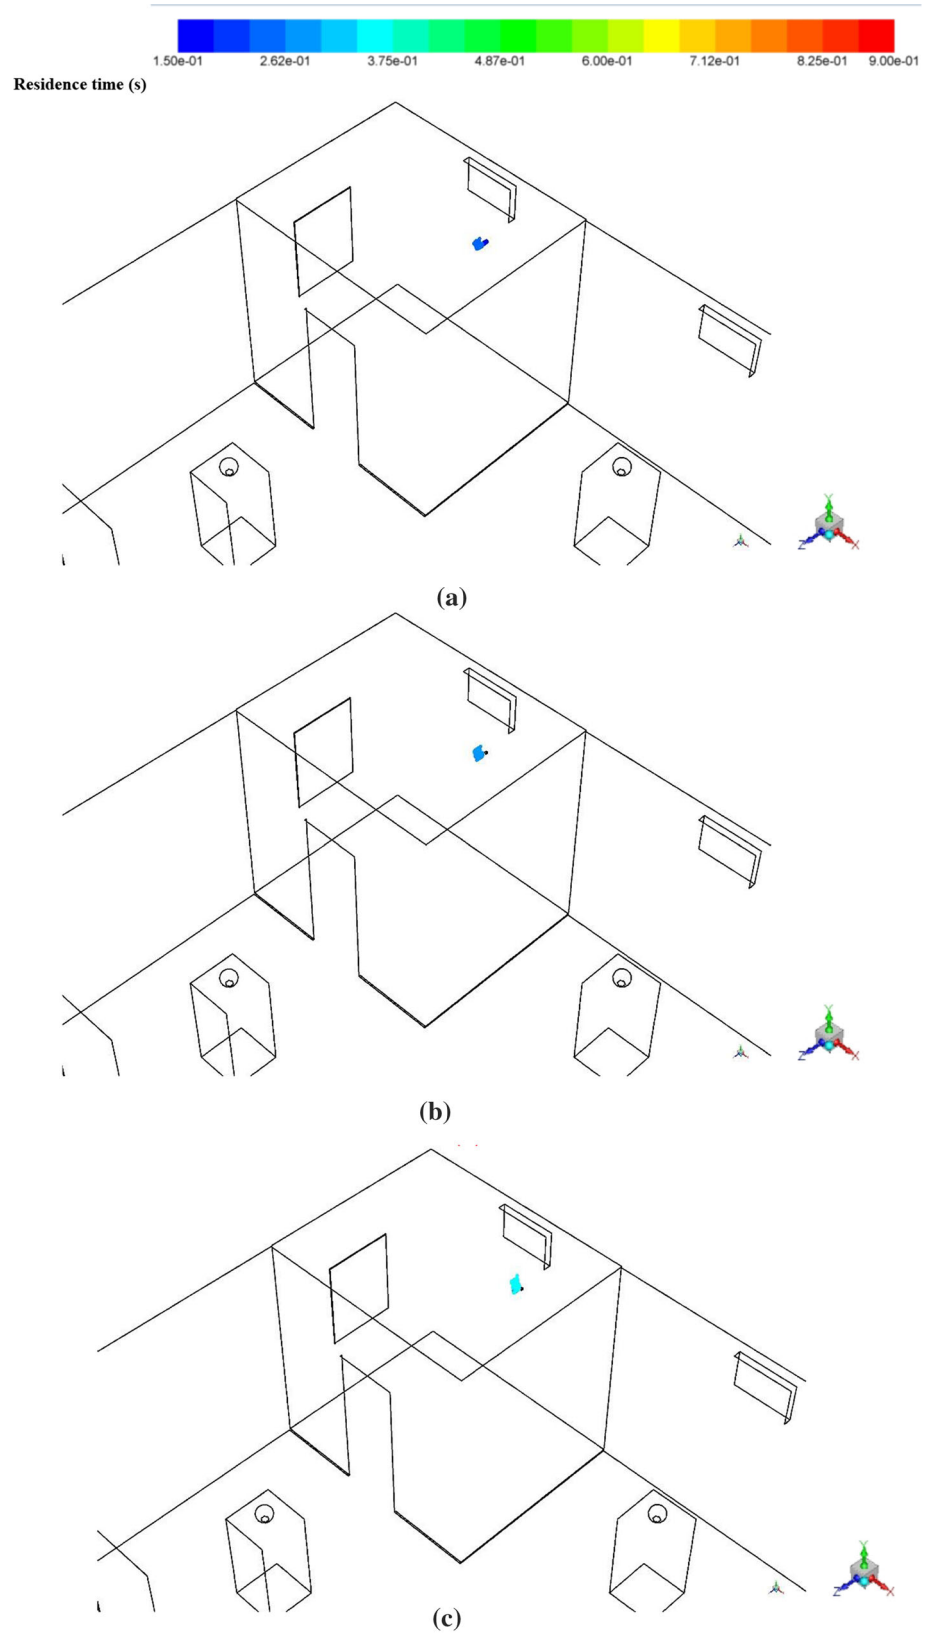 1.50e-01 2.62e-01 3.75e-01 4.87e-01 6.00e-01 7.12e-01 8.25e-01 9.00e-01
Residence time (s)
Y
Z X
(a)
Y
Z X
(b)
Y
Z X
(c)